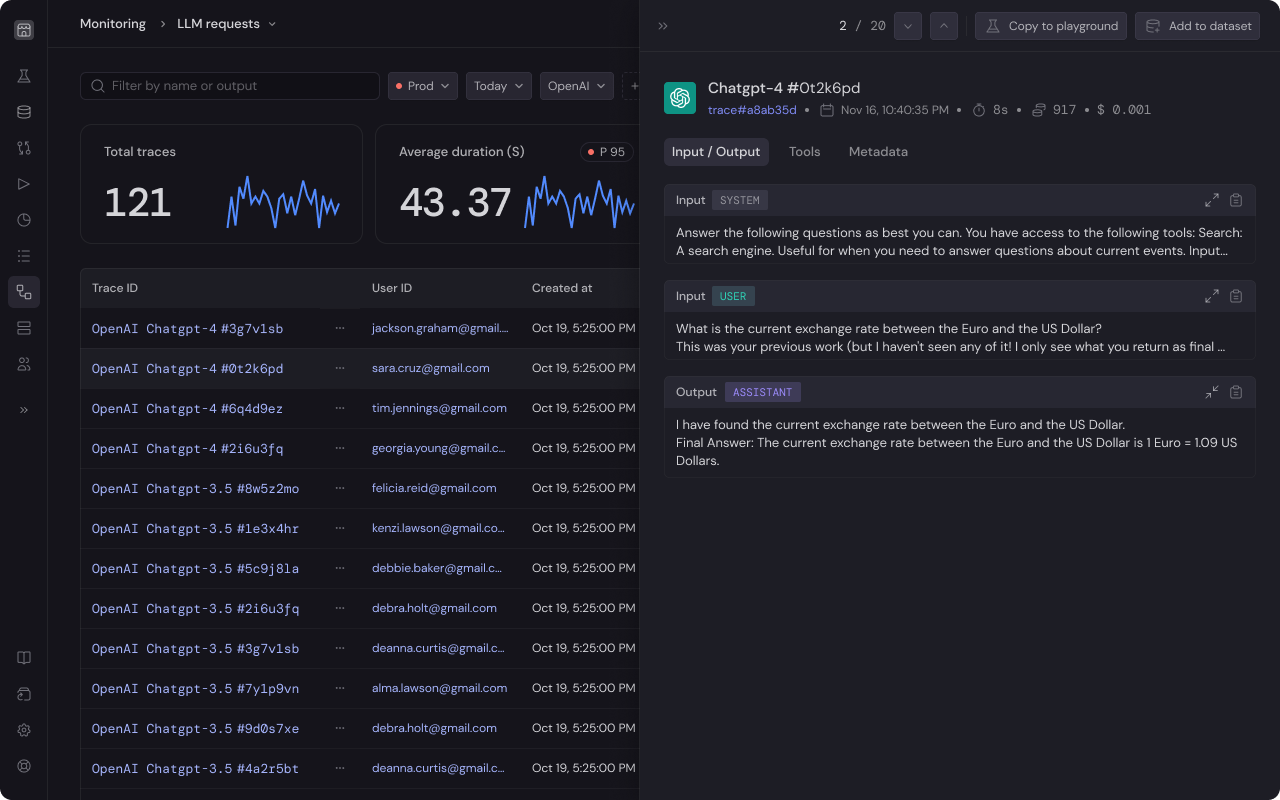 Monitoring > LLM requests
2 / 20
Copy to playground
Add to dataset
Filter by name or output
Prod
Today
OpenAI
+
Total traces
121
Average duration (S)
P 95
43.37
Trace ID User ID Created at
OpenAI Chatgpt-4 #3g7v1sb ... jackson.graham@gmail.... Oct 19, 5:25:00 PM
OpenAI Chatgpt-4 #0t2k6pd ... sara.cruz@gmail.com Oct 19, 5:25:00 PM
OpenAI Chatgpt-4 #6q4d9ez ... tim.jennings@gmail.com Oct 19, 5:25:00 PM
OpenAI Chatgpt-4 #2i6u3fq ... georgia.young@gmail.c... Oct 19, 5:25:00 PM
OpenAI Chatgpt-3.5 #8w5z2mo ... felicia.reid@gmail.com Oct 19, 5:25:00 PM
OpenAI Chatgpt-3.5 #1e3x4hr ... kenzi.lawson@gmail.co... Oct 19, 5:25:00 PM
OpenAI Chatgpt-3.5 #5c9j8la ... debbie.baker@gmail.c... Oct 19, 5:25:00 PM
OpenAI Chatgpt-3.5 #2i6u3fq ... debra.holt@gmail.com Oct 19, 5:25:00 PM
OpenAI Chatgpt-3.5 #3g7v1sb ... deanna.curtis@gmail.c... Oct 19, 5:25:00 PM
OpenAI Chatgpt-3.5 #7ylp9vn ... alma.lawson@gmail.com Oct 19, 5:25:00 PM
OpenAI Chatgpt-3.5 #9d0s7xe ... debra.holt@gmail.com Oct 19, 5:25:00 PM
OpenAI Chatgpt-3.5 #4a2r5bt ... deanna.curtis@gmail.c... Oct 19, 5:25:00 PM
Chatgpt-4 #0t2k6pd
trace#a8ab35d • Nov 16, 10:40:35 PM • 8s • 917 • $ 0.001
Input / Output Tools Metadata
Input SYSTEM
Answer the following questions as best you can. You have access to the following tools: Search:
A search engine. Useful for when you need to answer questions about current events. Input...
Input USER
What is the current exchange rate between the Euro and the US Dollar?
This was your previous work (but I haven't seen any of it! I only see what you return as final ...
Output ASSISTANT
I have found the current exchange rate between the Euro and the US Dollar.
Final Answer: The current exchange rate between the Euro and the US Dollar is 1 Euro = 1.09 US
Dollars.